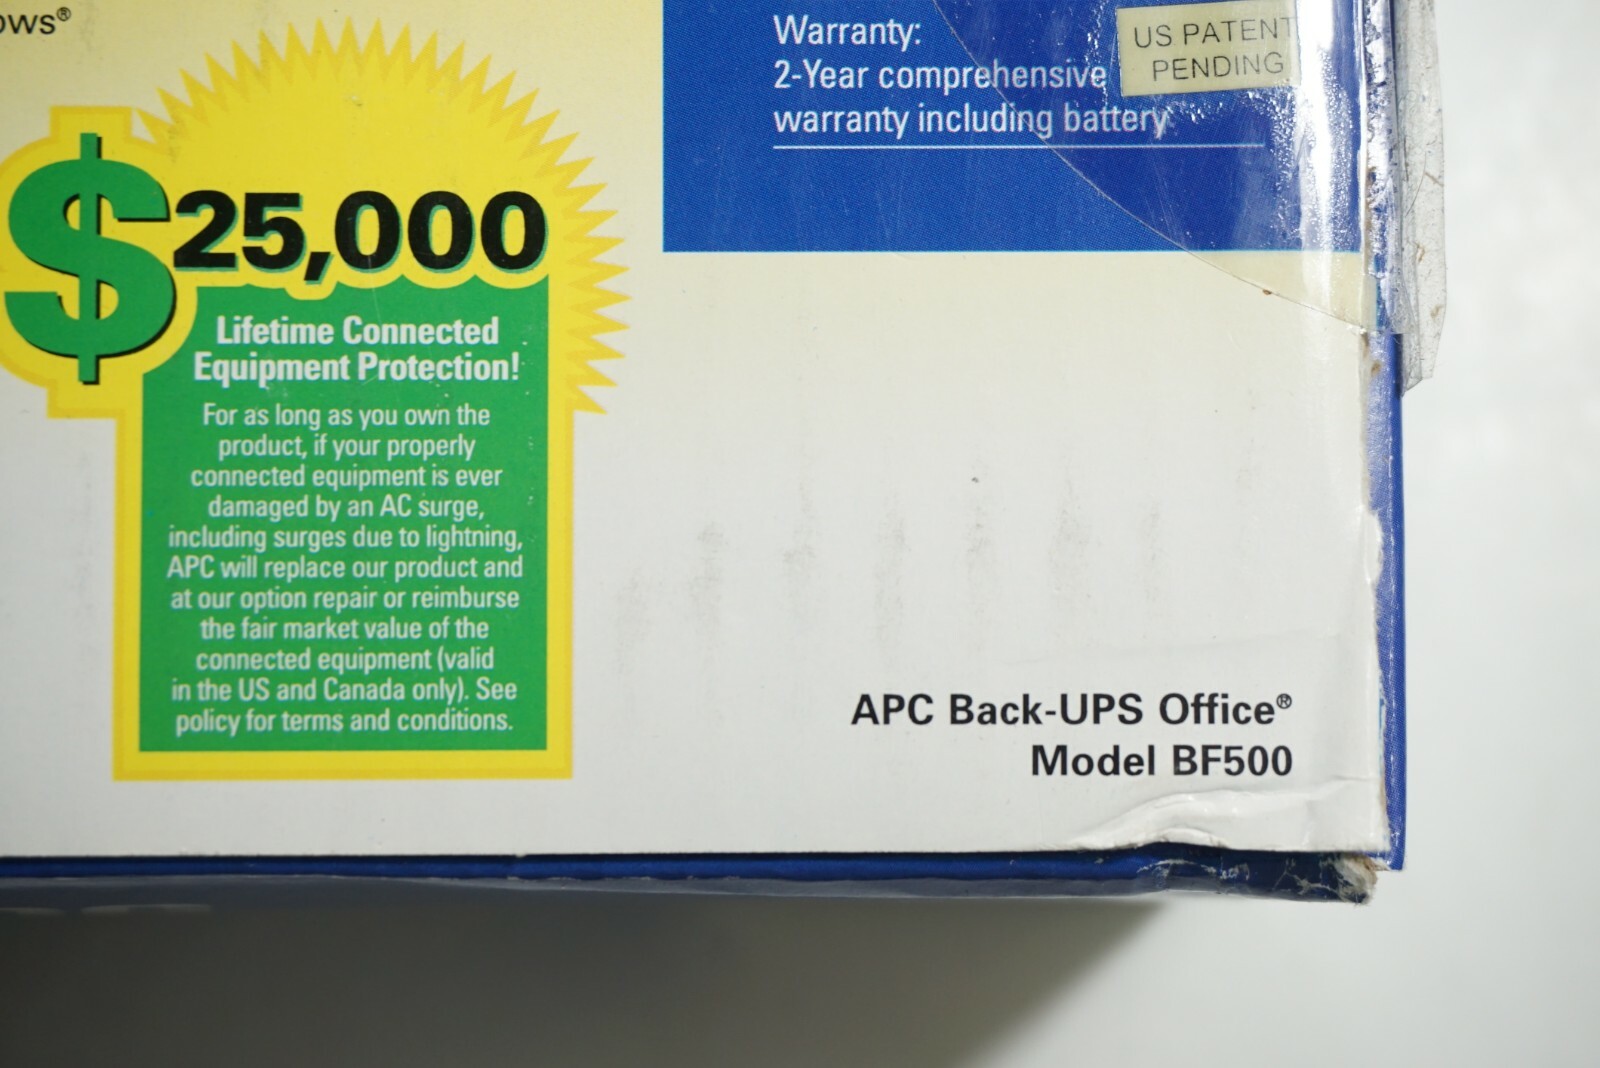 Warranty:
2-Year comprehensive
warranty including battery
US PATENT
PENDING
$25,000
Lifetime Connected
Equipment Protection!
For as long as you own the
product, if your properly
connected equipment is ever
damaged by an AC surge,
including surges due to lightning,
APC will replace our product and
at our option repair or reimburse
the fair market value of the
connected equipment (valid
in the US and Canada only). See
policy for terms and conditions.
APC Back-UPS Office®
Model BF500